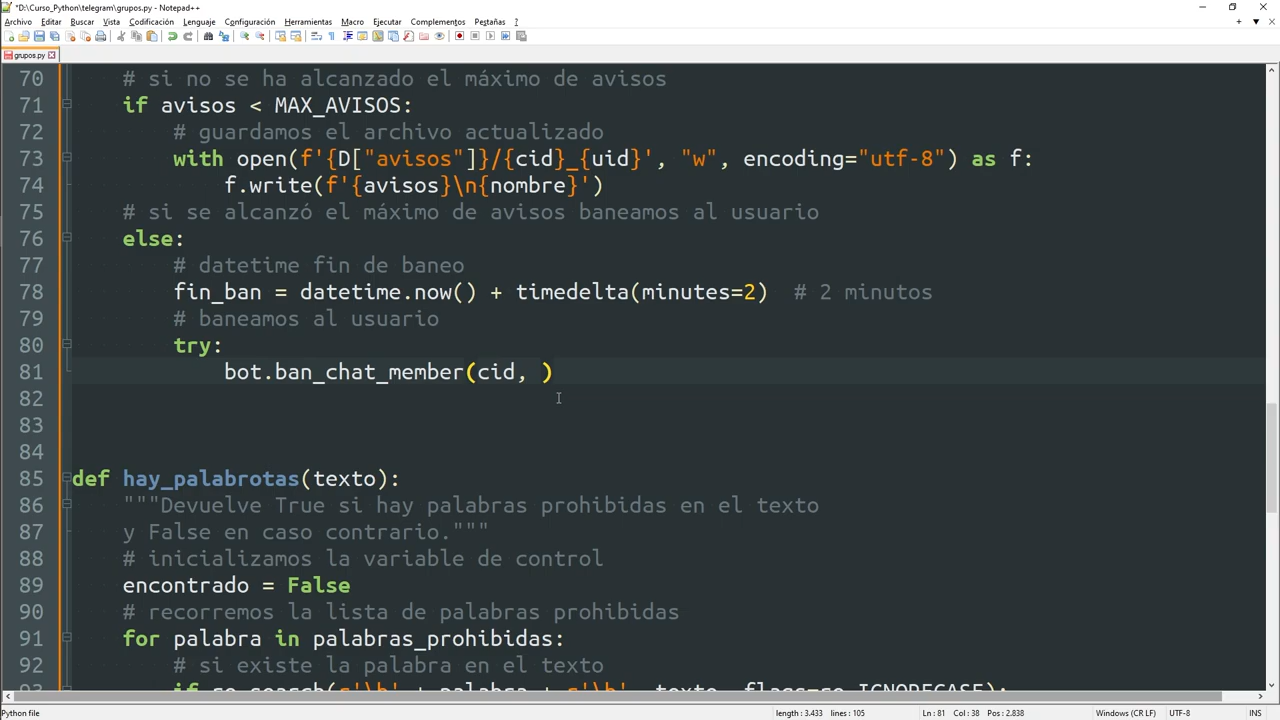 *D:\Curso_Python\telegram\grupos.py - Notepad++
Archivo Editar Buscar Vista Codificación Lenguaje Configuración Herramientas Macro Ejecutar Complementos Pestañas ?
grupos.py
70 # si no se ha alcanzado el máximo de avisos
71 if avisos < MAX_AVISOS:
72 # guardamos el archivo actualizado
73 with open(f'{D["avisos"]}/{cid}_{uid}', "w", encoding="utf-8") as f:
74 f.write(f'{avisos}\n{nombre}')
75 # si se alcanzó el máximo de avisos baneamos al usuario
76 else:
77 # datetime fin de baneo
78 fin_ban = datetime.now() + timedelta(minutes=2) # 2 minutos
79 # baneamos al usuario
80 try:
81 bot.ban_chat_member(cid, )
82
83
84
85 def hay_palabrotas(texto):
86 """Devuelve True si hay palabras prohibidas en el texto
87 y False en caso contrario."""
88 # inicializamos la variable de control
89 encontrado = False
90 # recorremos la lista de palabras prohibidas
91 for palabra in palabras_prohibidas:
92 # si existe la palabra en el texto
93 if re.search(r'\b' + palabra + r'\b', texto, flags=re.IGNORECASE):
Python file length : 3.433 lines : 105 Ln : 81 Col : 38 Pos : 2.838 Windows (CR LF) UTF-8 INS